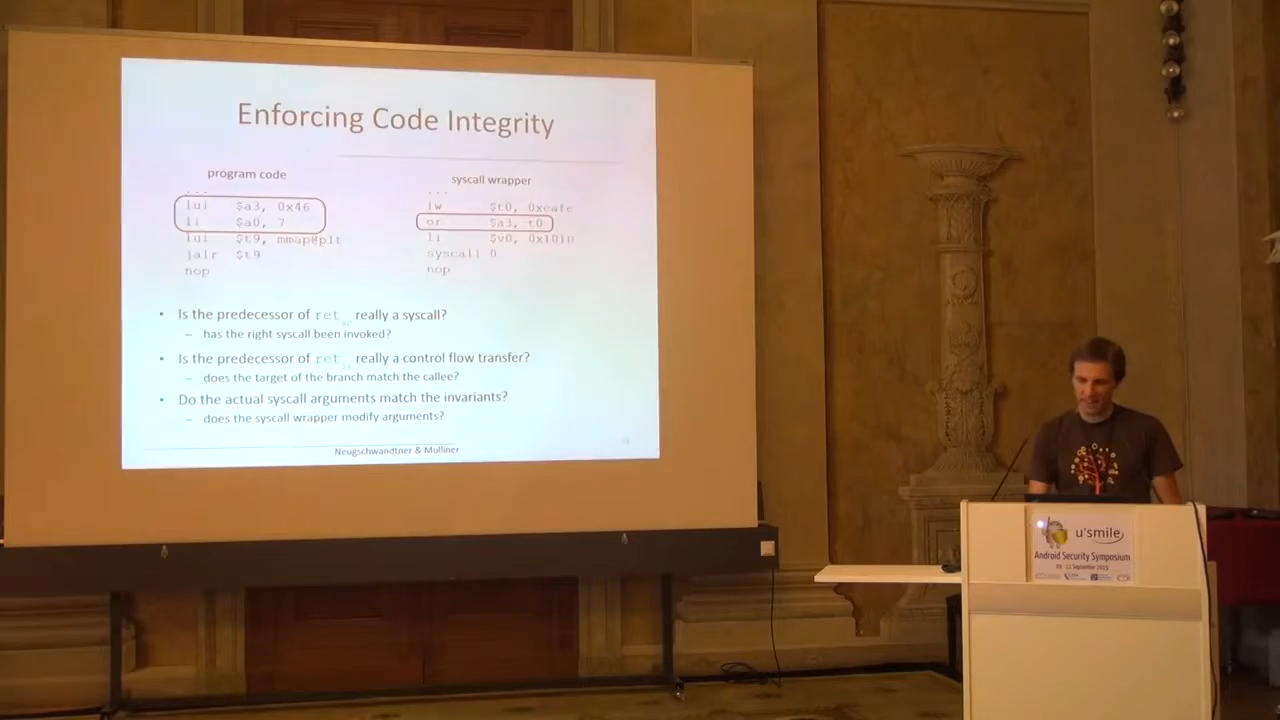 Enforcing Code Integrity
program code
...
lui $a3, 0x46
li $a0, 7
lui $t9, mmap@plt
jalr $t9
nop
syscall wrapper
...
lw $t0, 0xcafe
or $a3, t0
li $v0,
syscall 0
nop
• Is the predecessor of ret really a syscall?
– has the right syscall been invoked?
• Is the predecessor of ret really a control flow transfer?
– does the target of the branch match the callee?
• Do the actual syscall arguments match the invariants?
– does the syscall wrapper modify arguments?
Neugschwandtner & Mulliner
u'smile
Android Security Symposium
September 2015